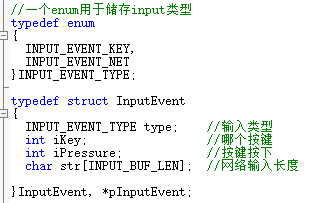 //一个enum用于储存input类型
typedef enum
{
INPUT_EVENT_KEY,
INPUT_EVENT_NET
}INPUT_EVENT_TYPE;
typedef struct InputEvent
{
INPUT_EVENT_TYPE type; //输入类型
int iKey; //哪个按键
int iPressure; //按键按下
char str[INPUT_BUF_LEN]; //网络输入长度
}InputEvent, *pInputEvent;